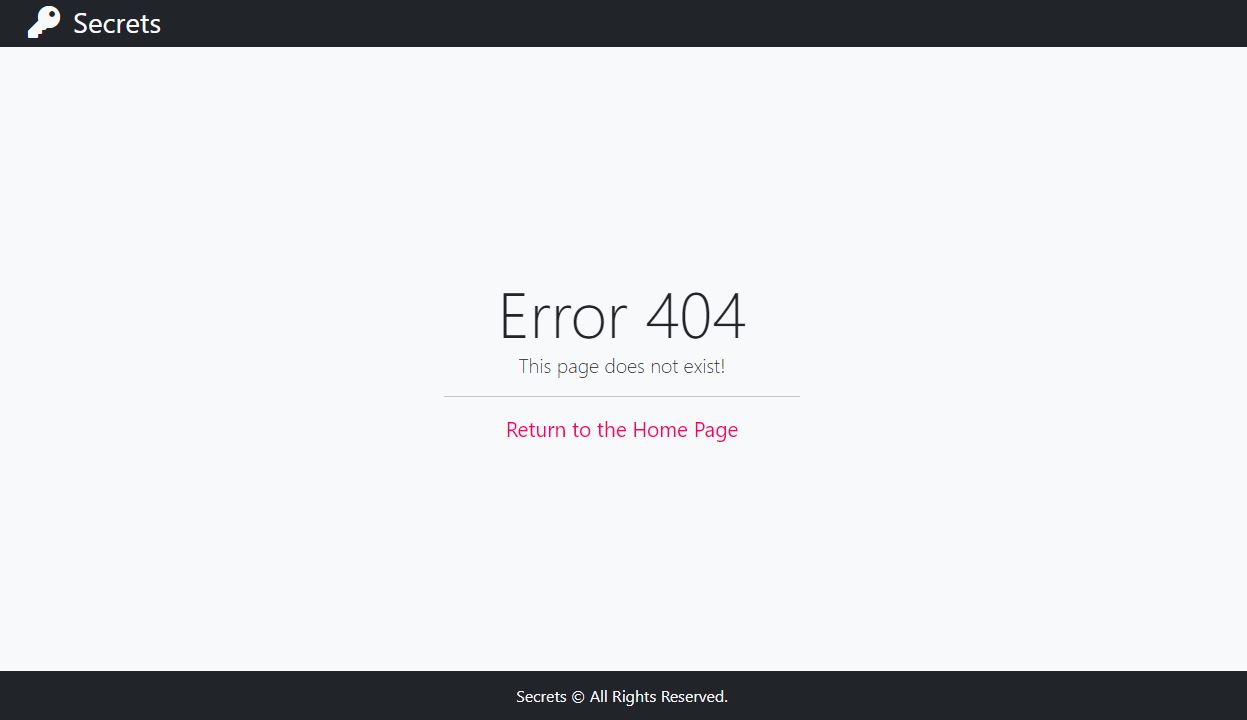 Secrets
Error 404
This page does not exist!
Return to the Home Page
Secrets © All Rights Reserved.